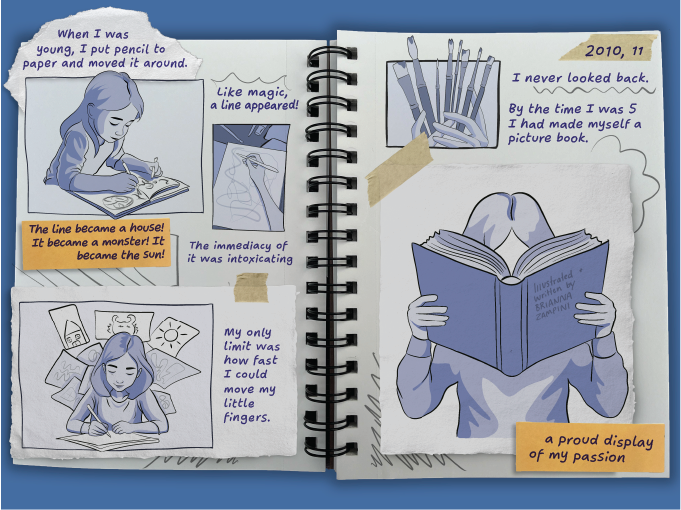 When I was
young, I put pencil to
paper and moved it around.
Like magic,
a line appeared!
The line became a house!
It became a monster! It
became the sun!
The immediacy of
it was intoxicating
My only
limit was
how fast
I could
move my
little
fingers.
2010, 11
I never looked back.
By the time I was 5
I had made myself a
picture book.
Illustrated +
written by
BRIANNA
ZAMPINI
a proud display
of my passion